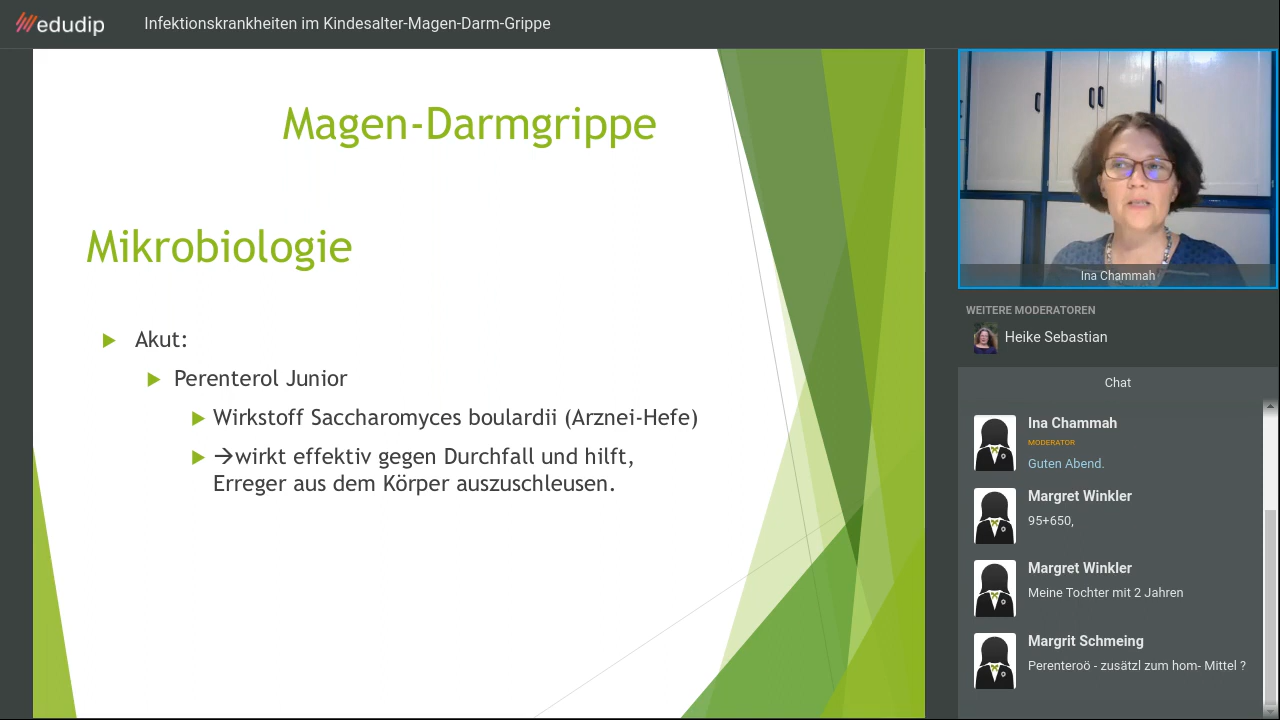 edudip
Infektionskrankheiten im Kindesalter-Magen-Darm-Grippe
Magen-Darmgrippe
Mikrobiologie
Akut:
Perenterol Junior
Wirkstoff Saccharomyces boulardii (Arznei-Hefe)
→wirkt effektiv gegen Durchfall und hilft,
Erreger aus dem Körper auszuschleusen.
Ina Chammah
WEITERE MODERATOREN
Heike Sebastian
Chat
Ina Chammah
MODERATOR
Guten Abend.
Margret Winkler
95+650,
Margret Winkler
Meine Tochter mit 2 Jahren
Margrit Schmeing
Perenteroö - zusätzl zum hom- Mittel ?